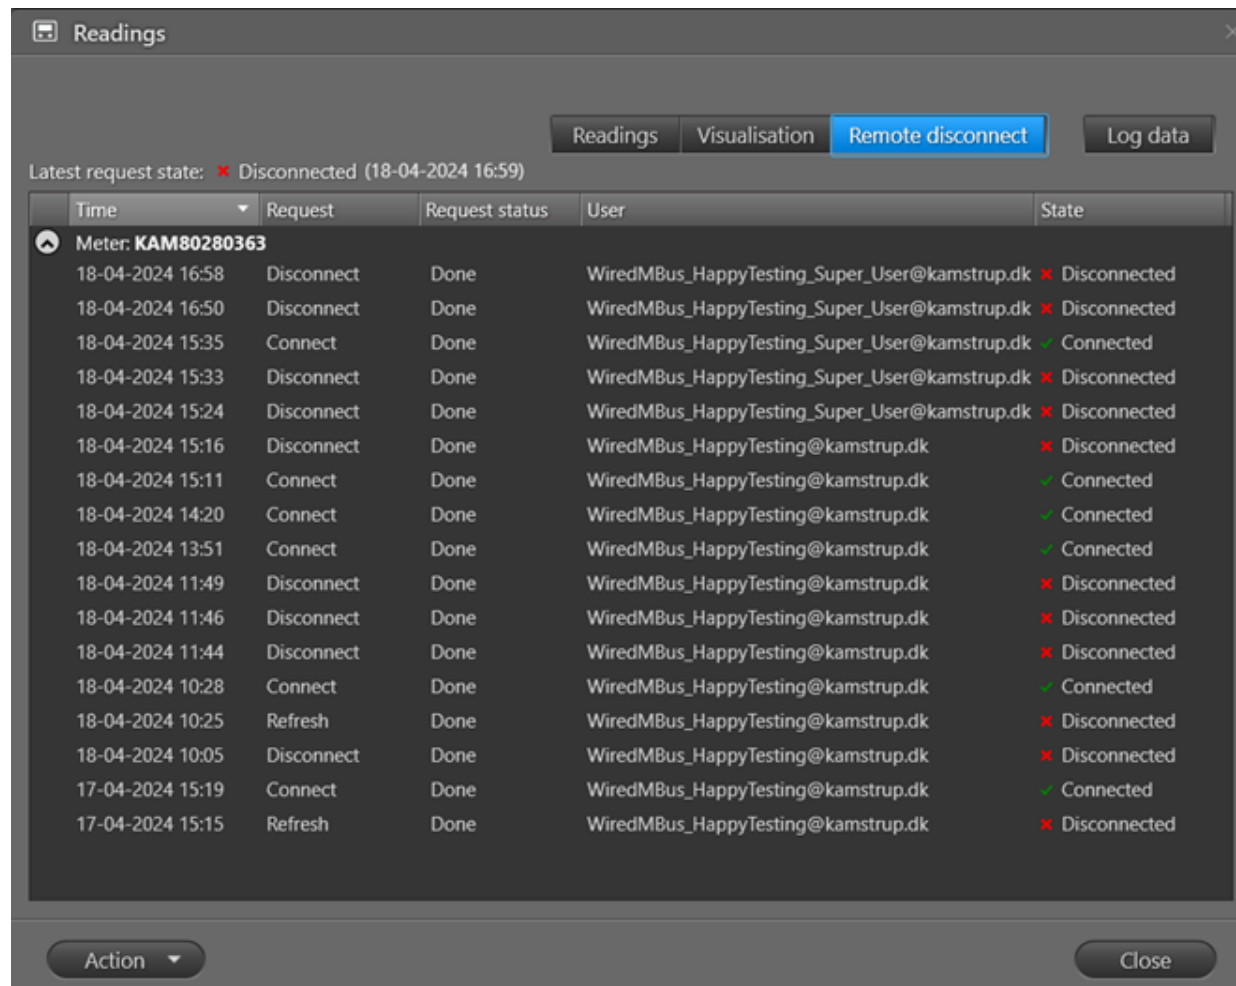 Readings
Readings Visualisation Remote disconnect Log data
Latest request state: Disconnected (18-04-2024 16:59)
Time Request Request status User State
Meter: KAM80280363
18-04-2024 16:58 Disconnect Done WiredMBus_HappyTesting_Super_User@kamstrup.dk Disconnected
18-04-2024 16:50 Disconnect Done WiredMBus_HappyTesting_Super_User@kamstrup.dk Disconnected
18-04-2024 15:35 Connect Done WiredMBus_HappyTesting_Super_User@kamstrup.dk Connected
18-04-2024 15:33 Disconnect Done WiredMBus_HappyTesting_Super_User@kamstrup.dk Disconnected
18-04-2024 15:24 Disconnect Done WiredMBus_HappyTesting_Super_User@kamstrup.dk Disconnected
18-04-2024 15:16 Disconnect Done WiredMBus_HappyTesting@kamstrup.dk Disconnected
18-04-2024 15:11 Connect Done WiredMBus_HappyTesting@kamstrup.dk Connected
18-04-2024 14:20 Connect Done WiredMBus_HappyTesting@kamstrup.dk Connected
18-04-2024 13:51 Connect Done WiredMBus_HappyTesting@kamstrup.dk Connected
18-04-2024 11:49 Disconnect Done WiredMBus_HappyTesting@kamstrup.dk Disconnected
18-04-2024 11:46 Disconnect Done WiredMBus_HappyTesting@kamstrup.dk Disconnected
18-04-2024 11:44 Disconnect Done WiredMBus_HappyTesting@kamstrup.dk Disconnected
18-04-2024 10:28 Connect Done WiredMBus_HappyTesting@kamstrup.dk Connected
18-04-2024 10:25 Refresh Done WiredMBus_HappyTesting@kamstrup.dk Disconnected
18-04-2024 10:05 Disconnect Done WiredMBus_HappyTesting@kamstrup.dk Disconnected
17-04-2024 15:19 Connect Done WiredMBus_HappyTesting@kamstrup.dk Connected
17-04-2024 15:15 Refresh Done WiredMBus_HappyTesting@kamstrup.dk Disconnected
Action Close